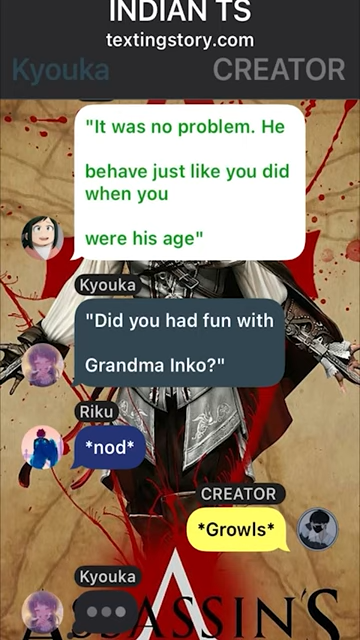 INDIAN TS
textingstory.com
Kyouka
CREATOR
"It was no problem. He
behave just like you did
when you
were his age"
Kyouka
"Did you had fun with
Grandma Inko?"
Riku
*nod*
CREATOR
*Growls*
Kyouka
ASSASSIN'S